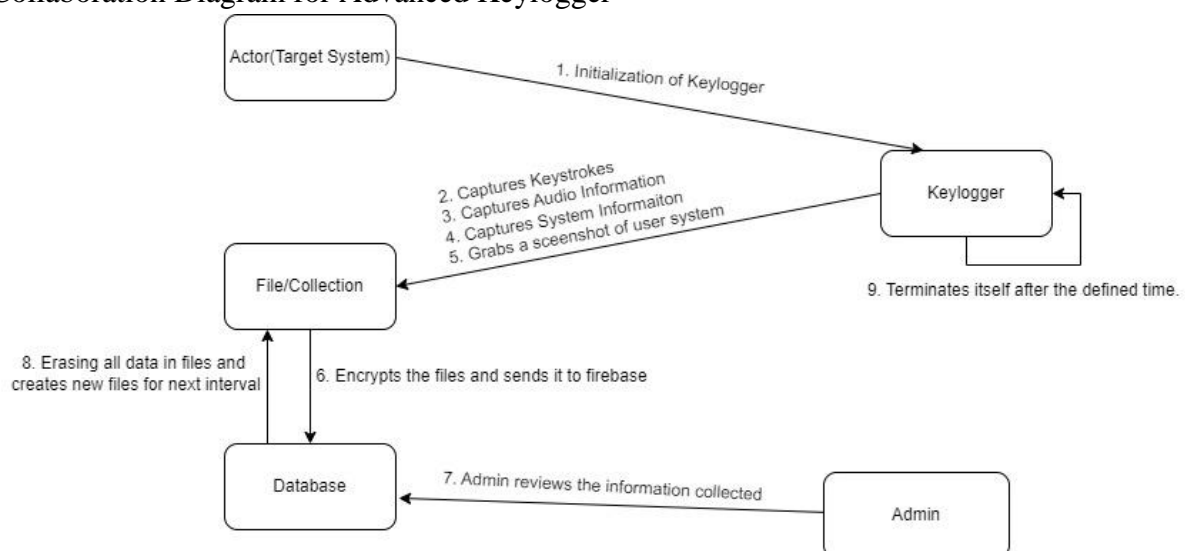 Collaboration Diagram for Advanced Keylogger
Actor(Target System)
1. Initialization of Keylogger
Keylogger
2. Captures Keystrokes
3. Captures Audio Information
4. Captures System Informaiton
5. Grabs a sceenshot of user system
File/Collection
9. Terminates itself after the defined time.
8. Erasing all data in files and
creates new files for next interval
6. Encrypts the files and sends it to firebase
Database
7. Admin reviews the information collected
Admin